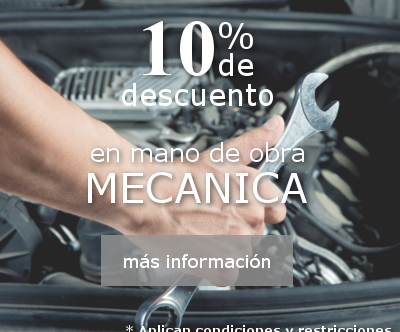 10%
de
descuento
en mano de obra
MECANICA
más información
* Aplican condiciones y restricciones